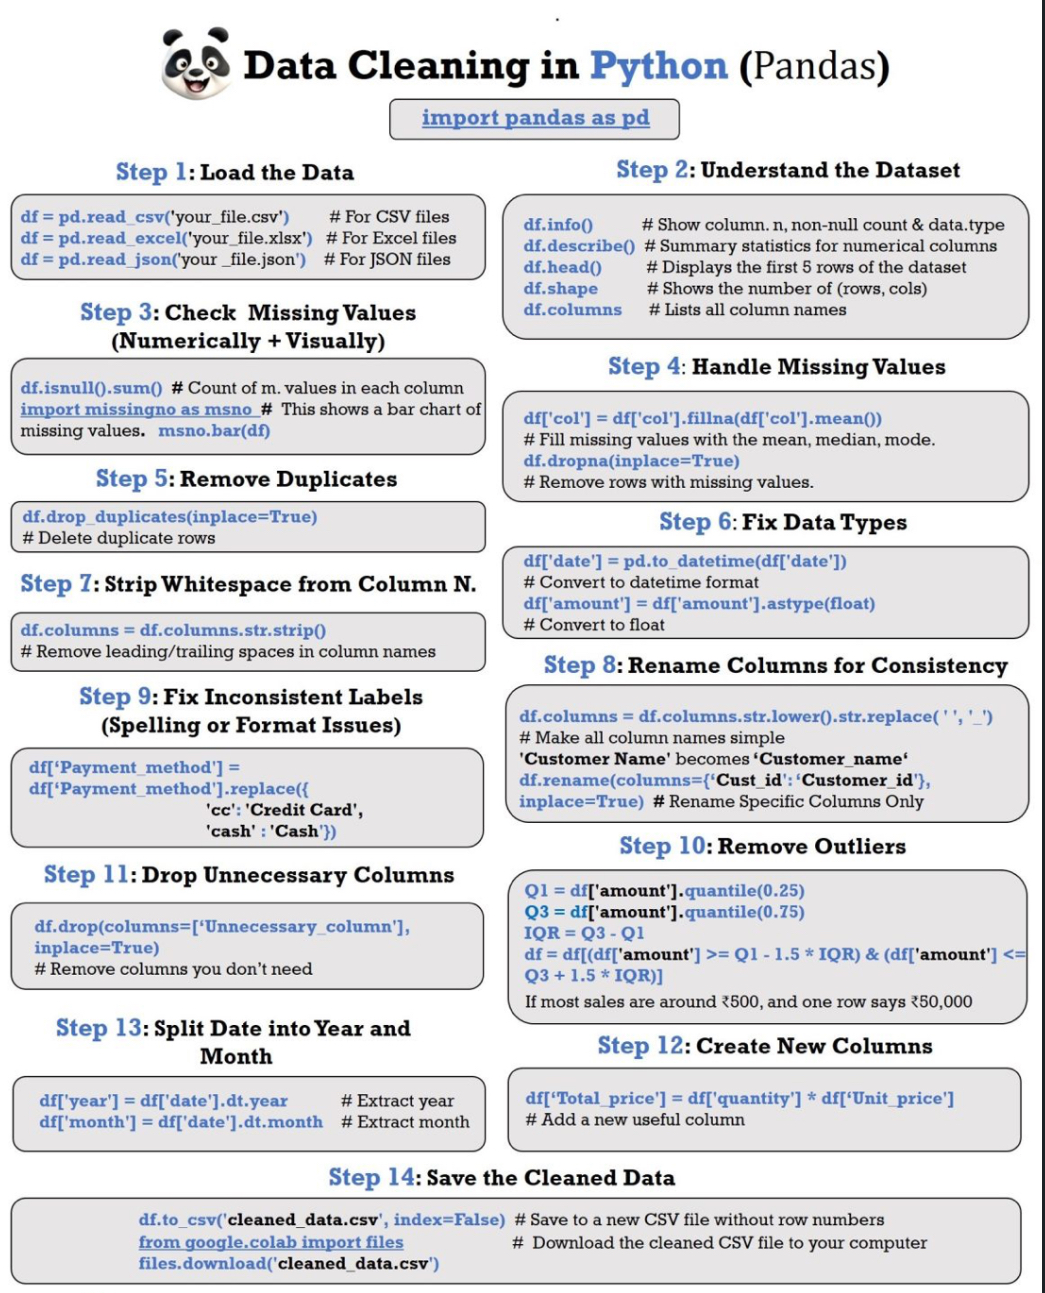 Data Cleaning in Python (Pandas)
import pandas as pd
Step 1: Load the Data
df = pd.read_csv('your_file.csv') # For CSV files
df = pd.read_excel('your_file.xlsx') # For Excel files
df = pd.read_json('your _file.json') # For JSON files
Step 2: Understand the Dataset
df.info() # Show column. n, non-null count & data.type
df.describe() # Summary statistics for numerical columns
df.head() # Displays the first 5 rows of the dataset
df.shape # Shows the number of (rows, cols)
df.columns # Lists all column names
Step 3: Check Missing Values
(Numerically + Visually)
df.isnull().sum() # Count of m. values in each column
import missingno as msno # This shows a bar chart of
missing values. msno.bar(df)
Step 4: Handle Missing Values
df['col'] = df['col'].fillna(df['col'].mean())
# Fill missing values with the mean, median, mode.
df.dropna(inplace=True)
# Remove rows with missing values.
Step 5: Remove Duplicates
df.drop_duplicates(inplace=True)
# Delete duplicate rows
Step 6: Fix Data Types
df['date'] = pd.to_datetime(df['date'])
# Convert to datetime format
df['amount'] = df['amount'].astype(float)
# Convert to float
Step 7: Strip Whitespace from Column N.
df.columns = df.columns.str.strip()
# Remove leading/trailing spaces in column names
Step 8: Rename Columns for Consistency
df.columns = df.columns.str.lower().str.replace( ' ', '_')
# Make all column names simple
'Customer Name' becomes ‘Customer_name‘
df.rename(columns={‘Cust_id': ‘Customer_id'},
inplace=True) # Rename Specific Columns Only
Step 9: Fix Inconsistent Labels
(Spelling or Format Issues)
df[‘Payment_method'] =
df[‘Payment_method'].replace({
'cc': 'Credit Card',
'cash' : 'Cash'})
Step 10: Remove Outliers
Q1 = df['amount'].quantile(0.25)
Q3 = df['amount'].quantile(0.75)
IQR = Q3 - Q1
df = df[(df['amount'] >= Q1 - 1.5 * IQR) & (df['amount'] <=
Q3 + 1.5 * IQR)]
If most sales are around ₹500, and one row says ₹50,000
Step 11: Drop Unnecessary Columns
df.drop(columns=[‘Unnecessary_column'],
inplace=True)
# Remove columns you don’t need
Step 12: Create New Columns
df[‘Total_price'] = df['quantity'] * df[‘Unit_price']
# Add a new useful column
Step 13: Split Date into Year and
Month
df['year'] = df['date'].dt.year # Extract year
df['month'] = df['date'].dt.month # Extract month
Step 14: Save the Cleaned Data
df.to_csv('cleaned_data.csv', index=False) # Save to a new CSV file without row numbers
from google.colab import files # Download the cleaned CSV file to your computer
files.download('cleaned_data.csv')